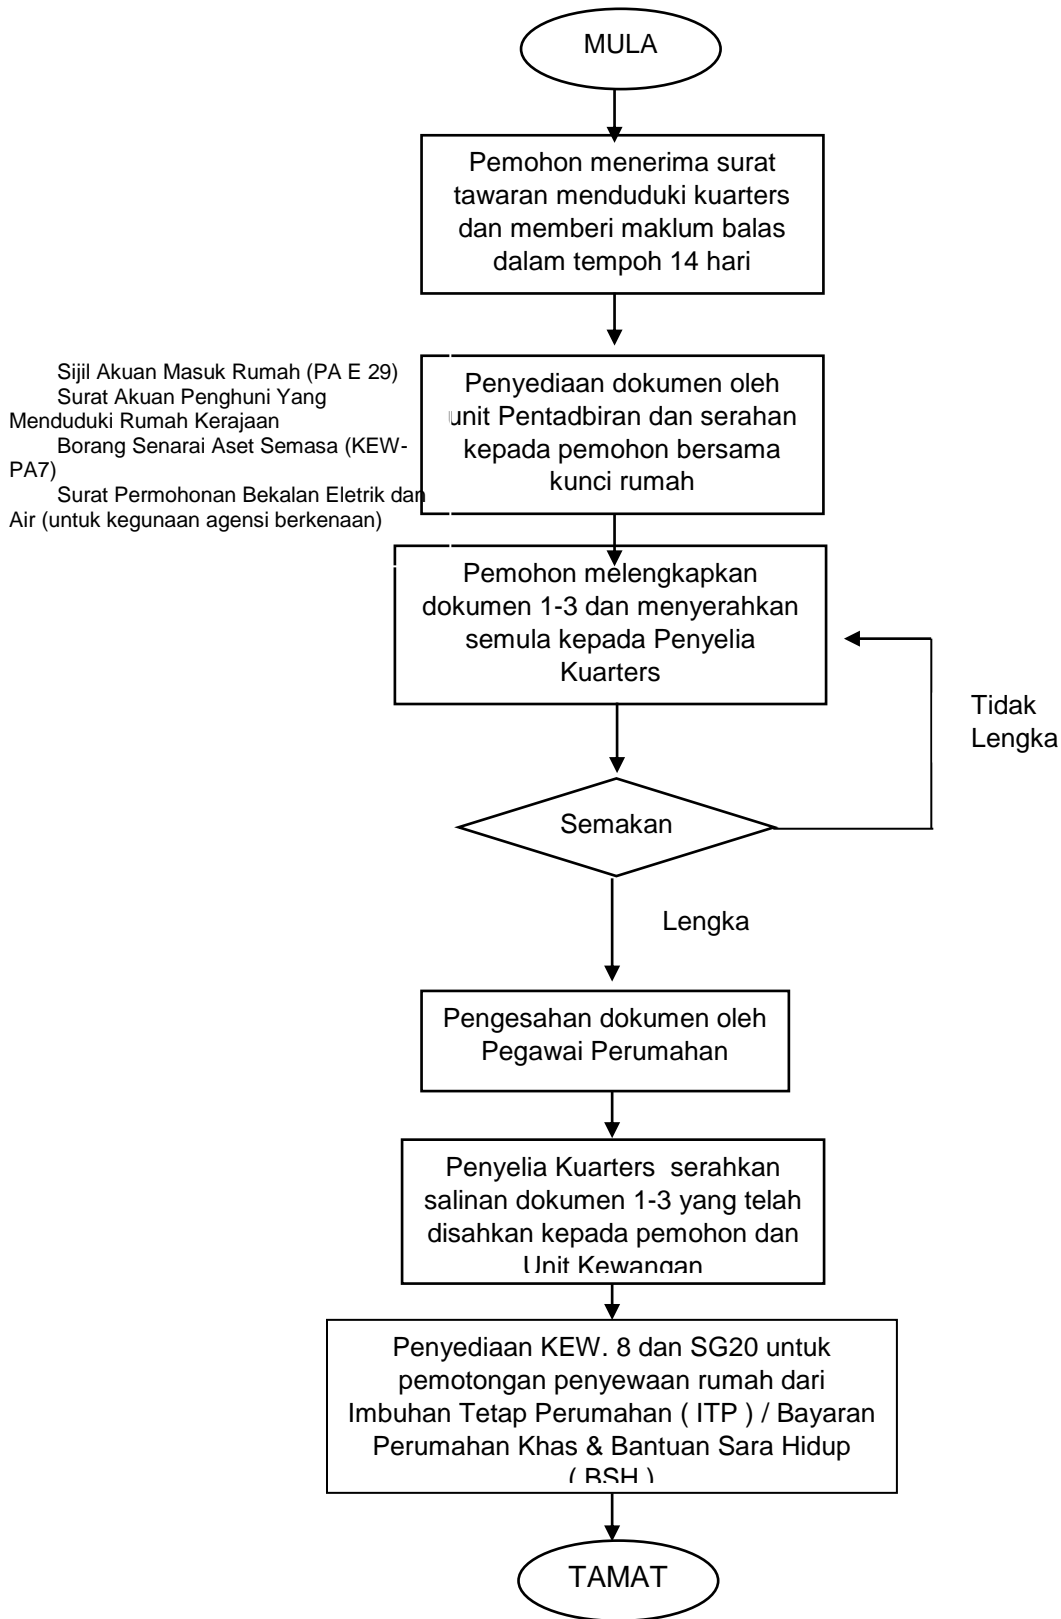 MULA
Pemohon menerima surat
tawaran menduduki kuarters
dan memberi maklum balas
dalam tempoh 14 hari
Sijil Akuan Masuk Rumah (PA E 29)
Surat Akuan Penghuni Yang
Menduduki Rumah Kerajaan
Borang Senarai Aset Semasa (KEW-
PA7)
Surat Permohonan Bekalan Eletrik dan
Air (untuk kegunaan agensi berkenaan)
Penyediaan dokumen oleh
unit Pentadbiran dan serahan
kepada pemohon bersama
kunci rumah
Pemohon melengkapkan
dokumen 1-3 dan menyerahkan
semula kepada Penyelia
Kuarters
Tidak
Lengka
Semakan
Lengka
Pengesahan dokumen oleh
Pegawai Perumahan
Penyelia Kuarters serahkan
salinan dokumen 1-3 yang telah
disahkan kepada pemohon dan
Unit Kewangan
Penyediaan KEW. 8 dan SG20 untuk
pemotongan penyewaan rumah dari
Imbuhan Tetap Perumahan ( ITP ) / Bayaran
Perumahan Khas & Bantuan Sara Hidup
( BSH )
TAMAT